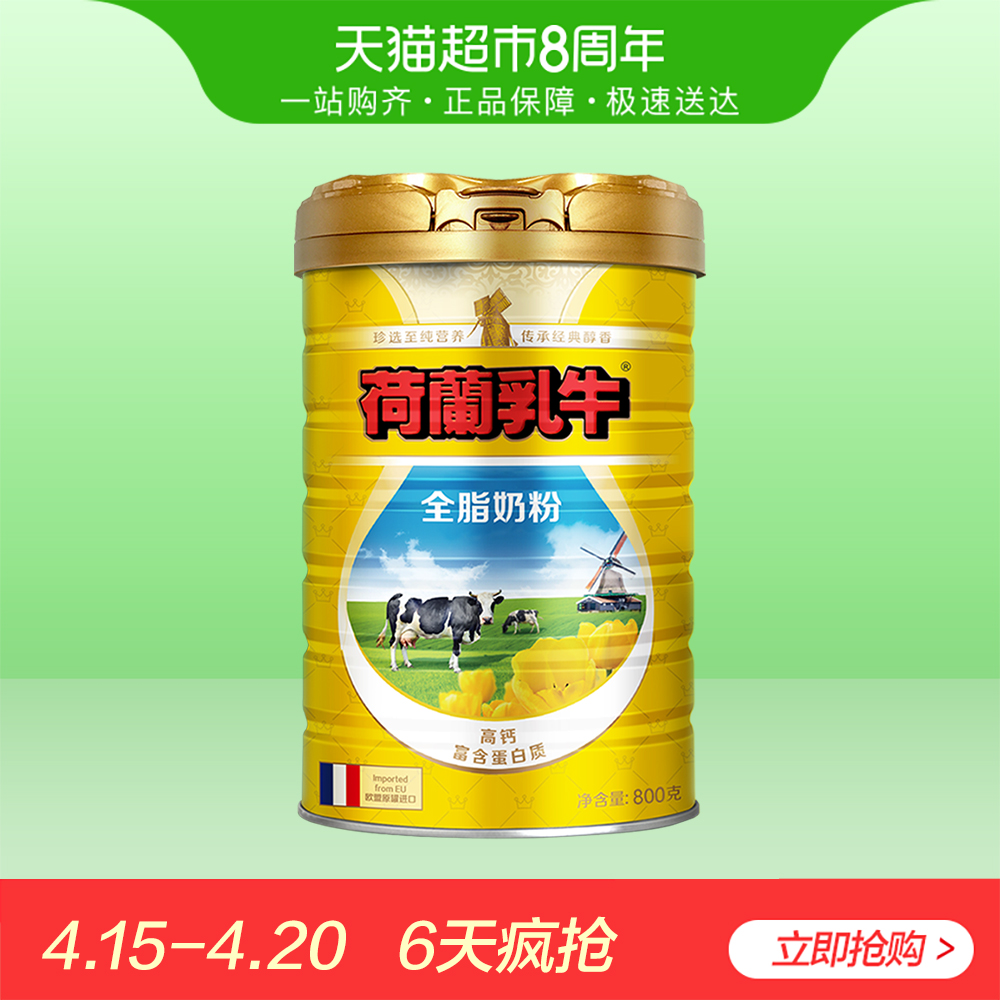 天猫超市8周年
一站购齐·正品保障·极速送达
珍选至纯营养 传承经典醇香
荷蘭乳牛®
全脂奶粉
高钙
富含蛋白质
Imported
from EU
欧盟原罐进口
净含量:800克
4.15-4.20 6天疯抢
立即抢购 >